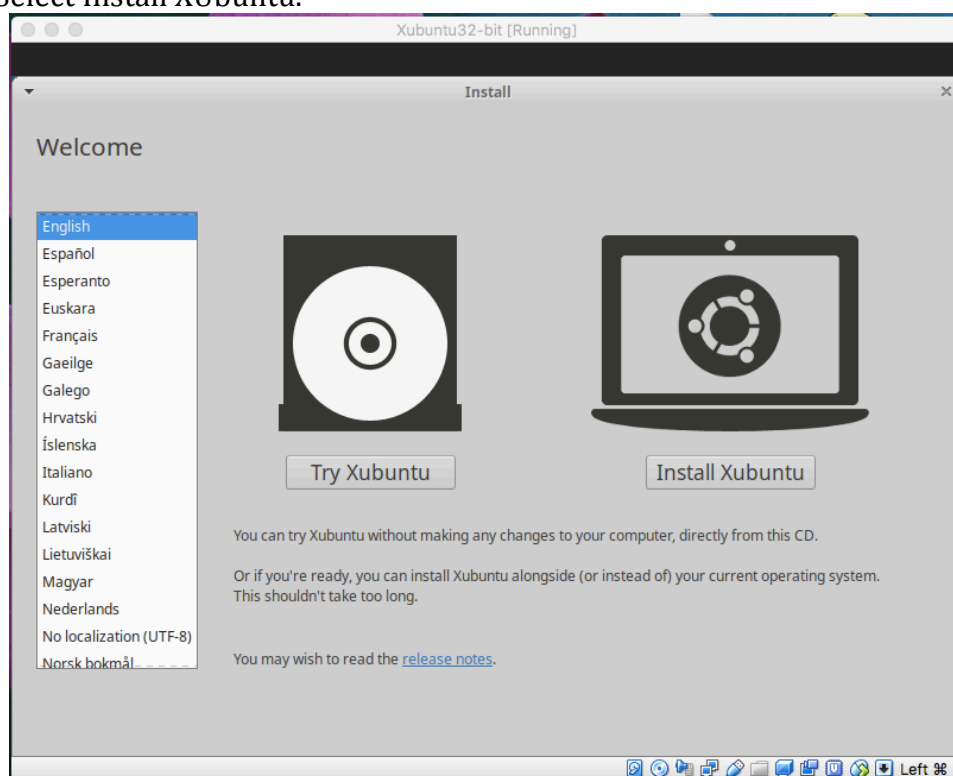 Select Install Xubuntu.
Xubuntu32-bit [Running]
Install
Welcome
English
Español
Esperanto
Euskara
Français
Gaeilge
Galego
Hrvatski
Íslenska
Italiano
Kurdî
Latviski
Lietuviškai
Magyar
Nederlands
No localization (UTF-8)
Norsk bokmål
Try Xubuntu
Install Xubuntu
You can try Xubuntu without making any changes to your computer, directly from this CD.
Or if you're ready, you can install Xubuntu alongside (or instead of) your current operating system.
This shouldn't take too long.
You may wish to read the release notes.
Left ⌘